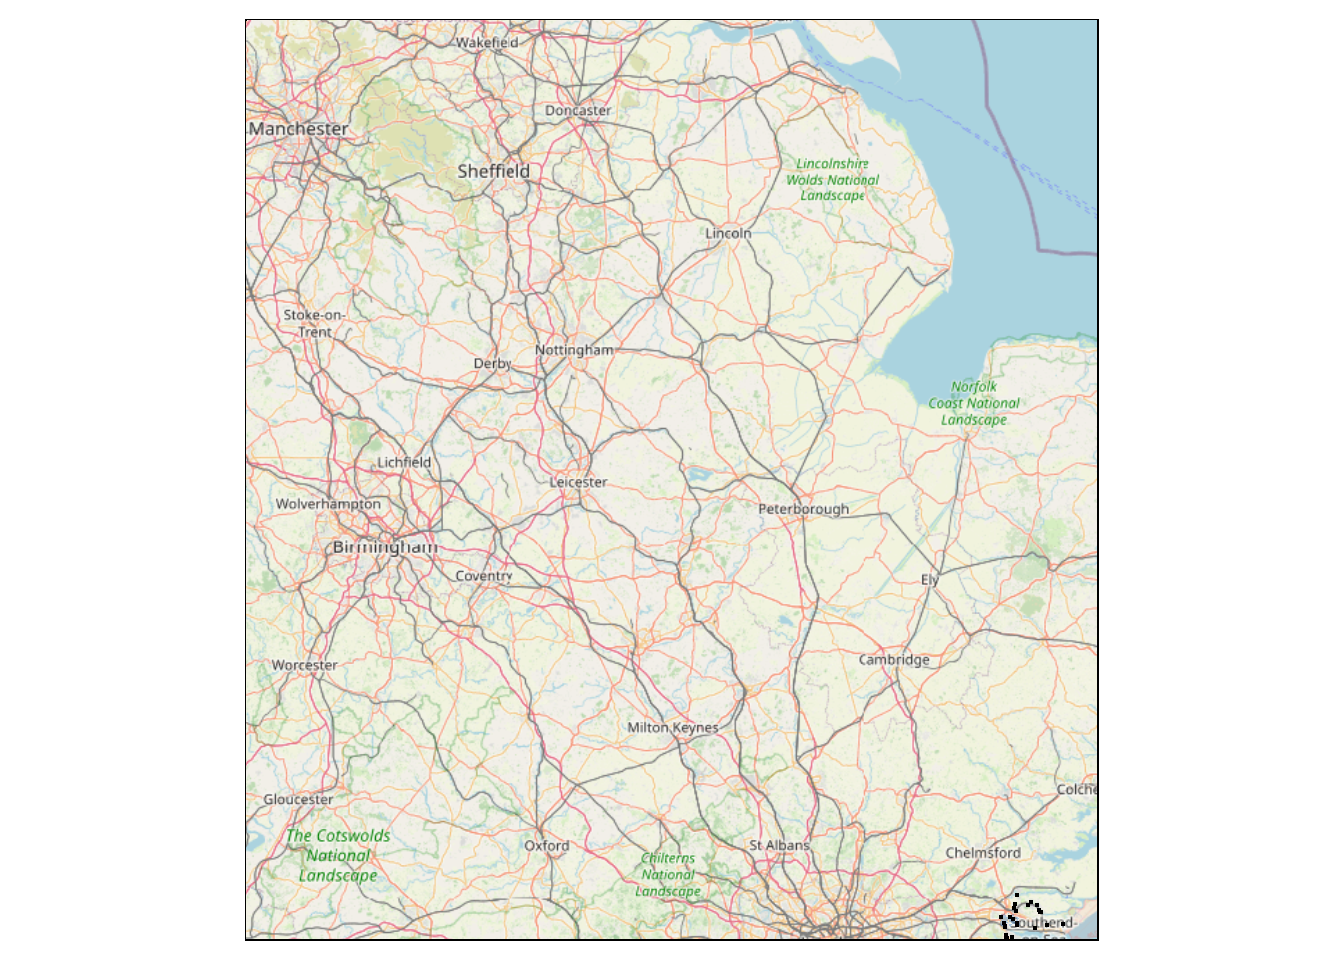 Wakefield
Doncaster
Manchester
Sheffield
Lincolnshire
Wolds National
Landscape
Lincoln
Stoke-on-
Trent
Nottingham
Derby
Norfolk
Coast National
Landscape
Lichfield
Leicester
Wolverhampton
Peterborough
Birmingham
Coventry
Ely
Worcester
Cambridge
Milton Keynes
Colche
Gloucester
The Cotswolds
National
Landscape
Oxford
St Albans
Chelmsford
Chilterns
National
Landscape
Southend-
on-Sea